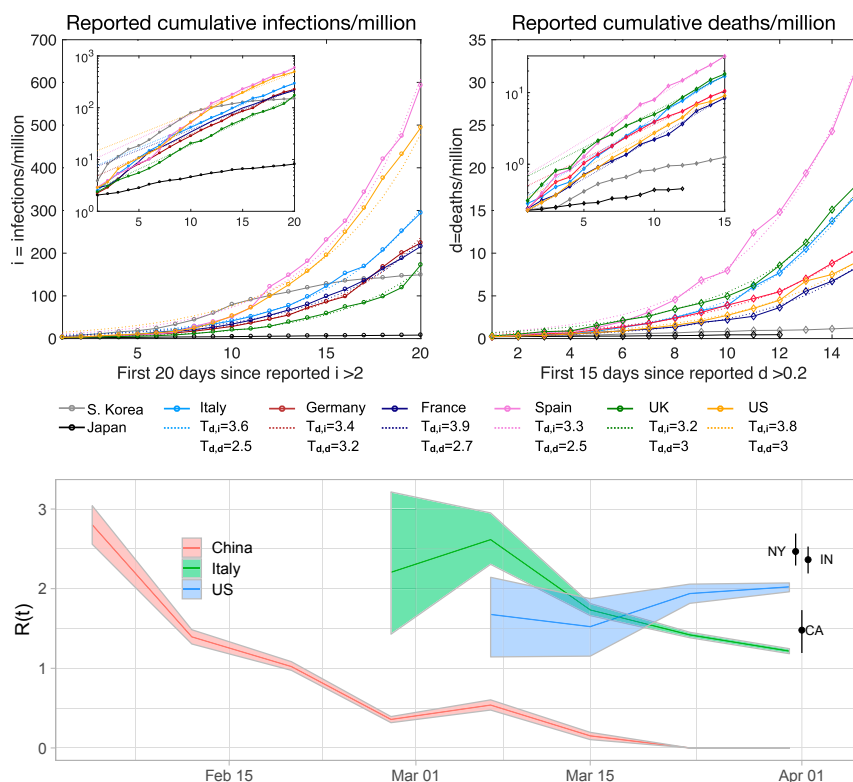 Reported cumulative infections/million
Reported cumulative deaths/million
700
600
500
400
300
200
100
0
i = infections/million
10³
10²
10¹
10⁰
5 10 15 20
5 10 15 20
First 20 days since reported i >2
35
30
25
20
15
10
5
0
d=deaths/million
10¹
10⁰
5 10 15
2 4 6 8 10 12 14
First 15 days since reported d >0.2
S. Korea Italy Germany France Spain UK US
Japan T_d,i=3.6 T_d,i=3.4 T_d,i=3.9 T_d,i=3.3 T_d,i=3.2 T_d,i=3.8
T_d,d=2.5 T_d,d=3.2 T_d,d=2.7 T_d,d=2.5 T_d,d=3 T_d,d=3
3
2
1
0
R(t)
China
Italy
US
NY IN
CA
Feb 15 Mar 01 Mar 15 Apr 01